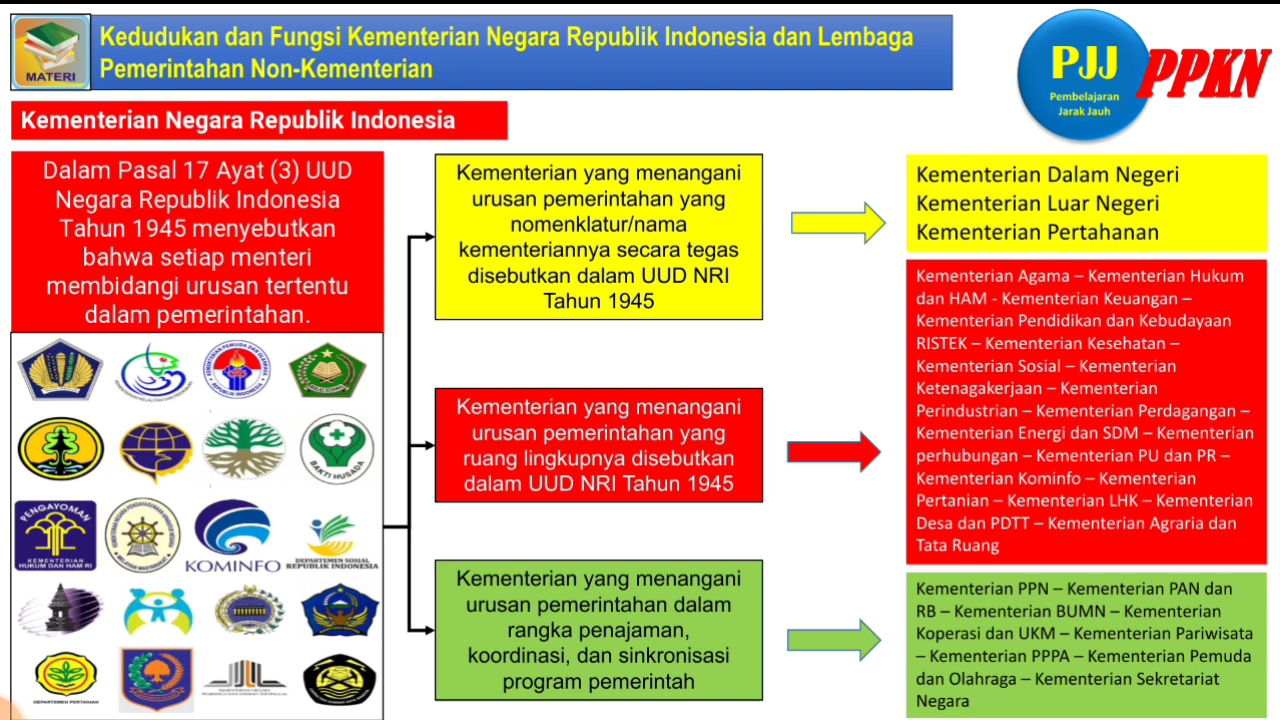 MATERI
Kedudukan dan Fungsi Kementerian Negara Republik Indonesia dan Lembaga
Pemerintahan Non-Kementerian
PJJ
Pembelajaran
Jarak Jauh
PPKN
Kementerian Negara Republik Indonesia
Dalam Pasal 17 Ayat (3) UUD
Negara Republik Indonesia
Tahun 1945 menyebutkan
bahwa setiap menteri
membidangi urusan tertentu
dalam pemerintahan.
BAKTI HUSADA
PENGAYOMAN
KEMENTERIAN
HUKUM DAN HAM RI
KOMINFO
DEPARTEMEN SOSIAL
REPUBLIK INDONESIA
DEPARTEMEN PERTANIAN
Kementerian yang menangani
urusan pemerintahan yang
nomenklatur/nama
kementeriannya secara tegas
disebutkan dalam UUD NRI
Tahun 1945
Kementerian yang menangani
urusan pemerintahan yang
ruang lingkupnya disebutkan
dalam UUD NRI Tahun 1945
Kementerian yang menangani
urusan pemerintahan dalam
rangka penajaman,
koordinasi, dan sinkronisasi
program pemerintah
Kementerian Dalam Negeri
Kementerian Luar Negeri
Kementerian Pertahanan
Kementerian Agama – Kementerian Hukum
dan HAM - Kementerian Keuangan –
Kementerian Pendidikan dan Kebudayaan
RISTEK – Kementerian Kesehatan –
Kementerian Sosial – Kementerian
Ketenagakerjaan – Kementerian
Perindustrian – Kementerian Perdagangan –
Kementerian Energi dan SDM – Kementerian
perhubungan – Kementerian PU dan PR –
Kementerian Kominfo – Kementerian
Pertanian – Kementerian LHK – Kementerian
Desa dan PDTT – Kementerian Agraria dan
Tata Ruang
Kementerian PPN – Kementerian PAN dan
RB – Kementerian BUMN – Kementerian
Koperasi dan UKM – Kementerian Pariwisata
– Kementerian PPPA – Kementerian Pemuda
dan Olahraga – Kementerian Sekretariat
Negara